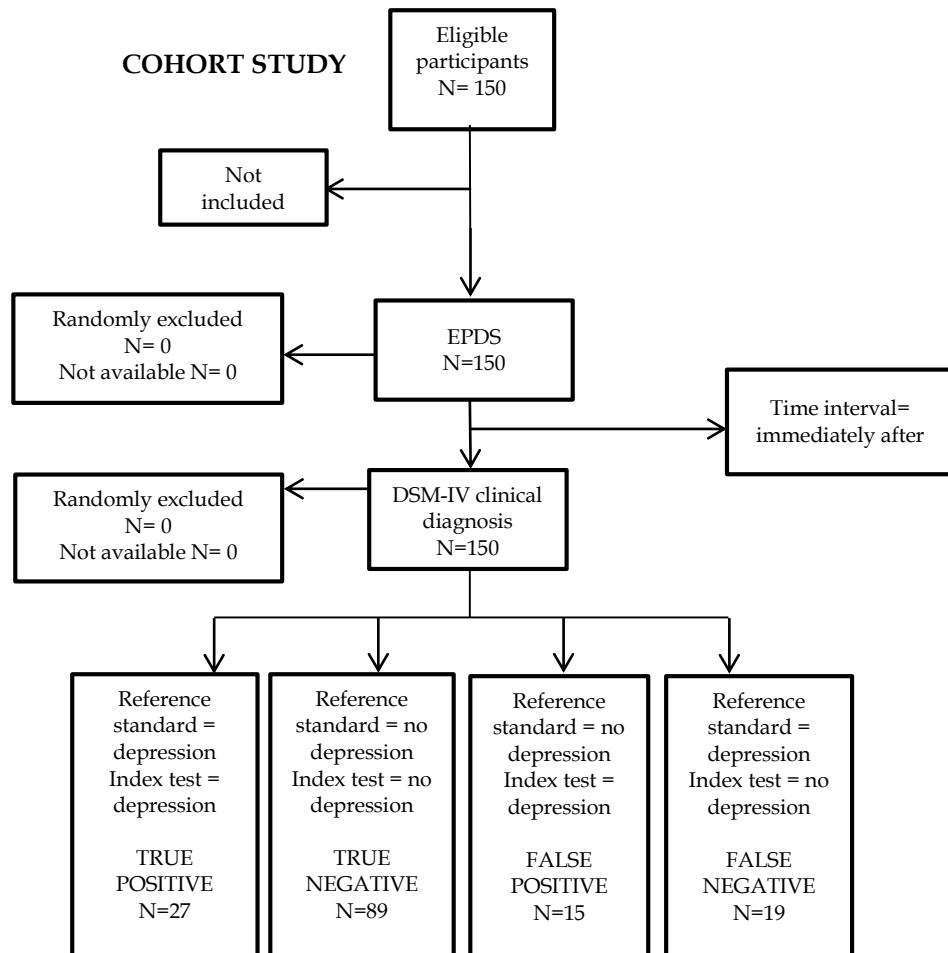 COHORT STUDY
Eligible
participants
N= 150
Not
included
Randomly excluded
N= 0
Not available N= 0
EPDS
N=150
Time interval=
immediately after
Randomly excluded
N= 0
Not available N= 0
DSM-IV clinical
diagnosis
N=150
Reference
standard =
depression
Index test =
depression
TRUE
POSITIVE
N=27
Reference
standard = no
depression
Index test = no
depression
TRUE
NEGATIVE
N=89
Reference
standard = no
depression
Index test =
depression
FALSE
POSITIVE
N=15
Reference
standard =
depression
Index test = no
depression
FALSE
NEGATIVE
N=19